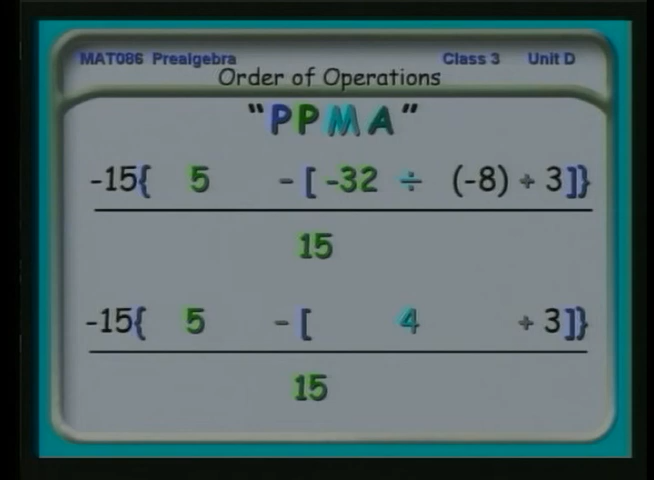 MAT086 Prealgebra Class 3 Unit D
Order of Operations
"PPMA"
-15{ 5 - [ -32 ÷ (-8) + 3]}
15
-15{ 5 - [ 4 + 3]}
15